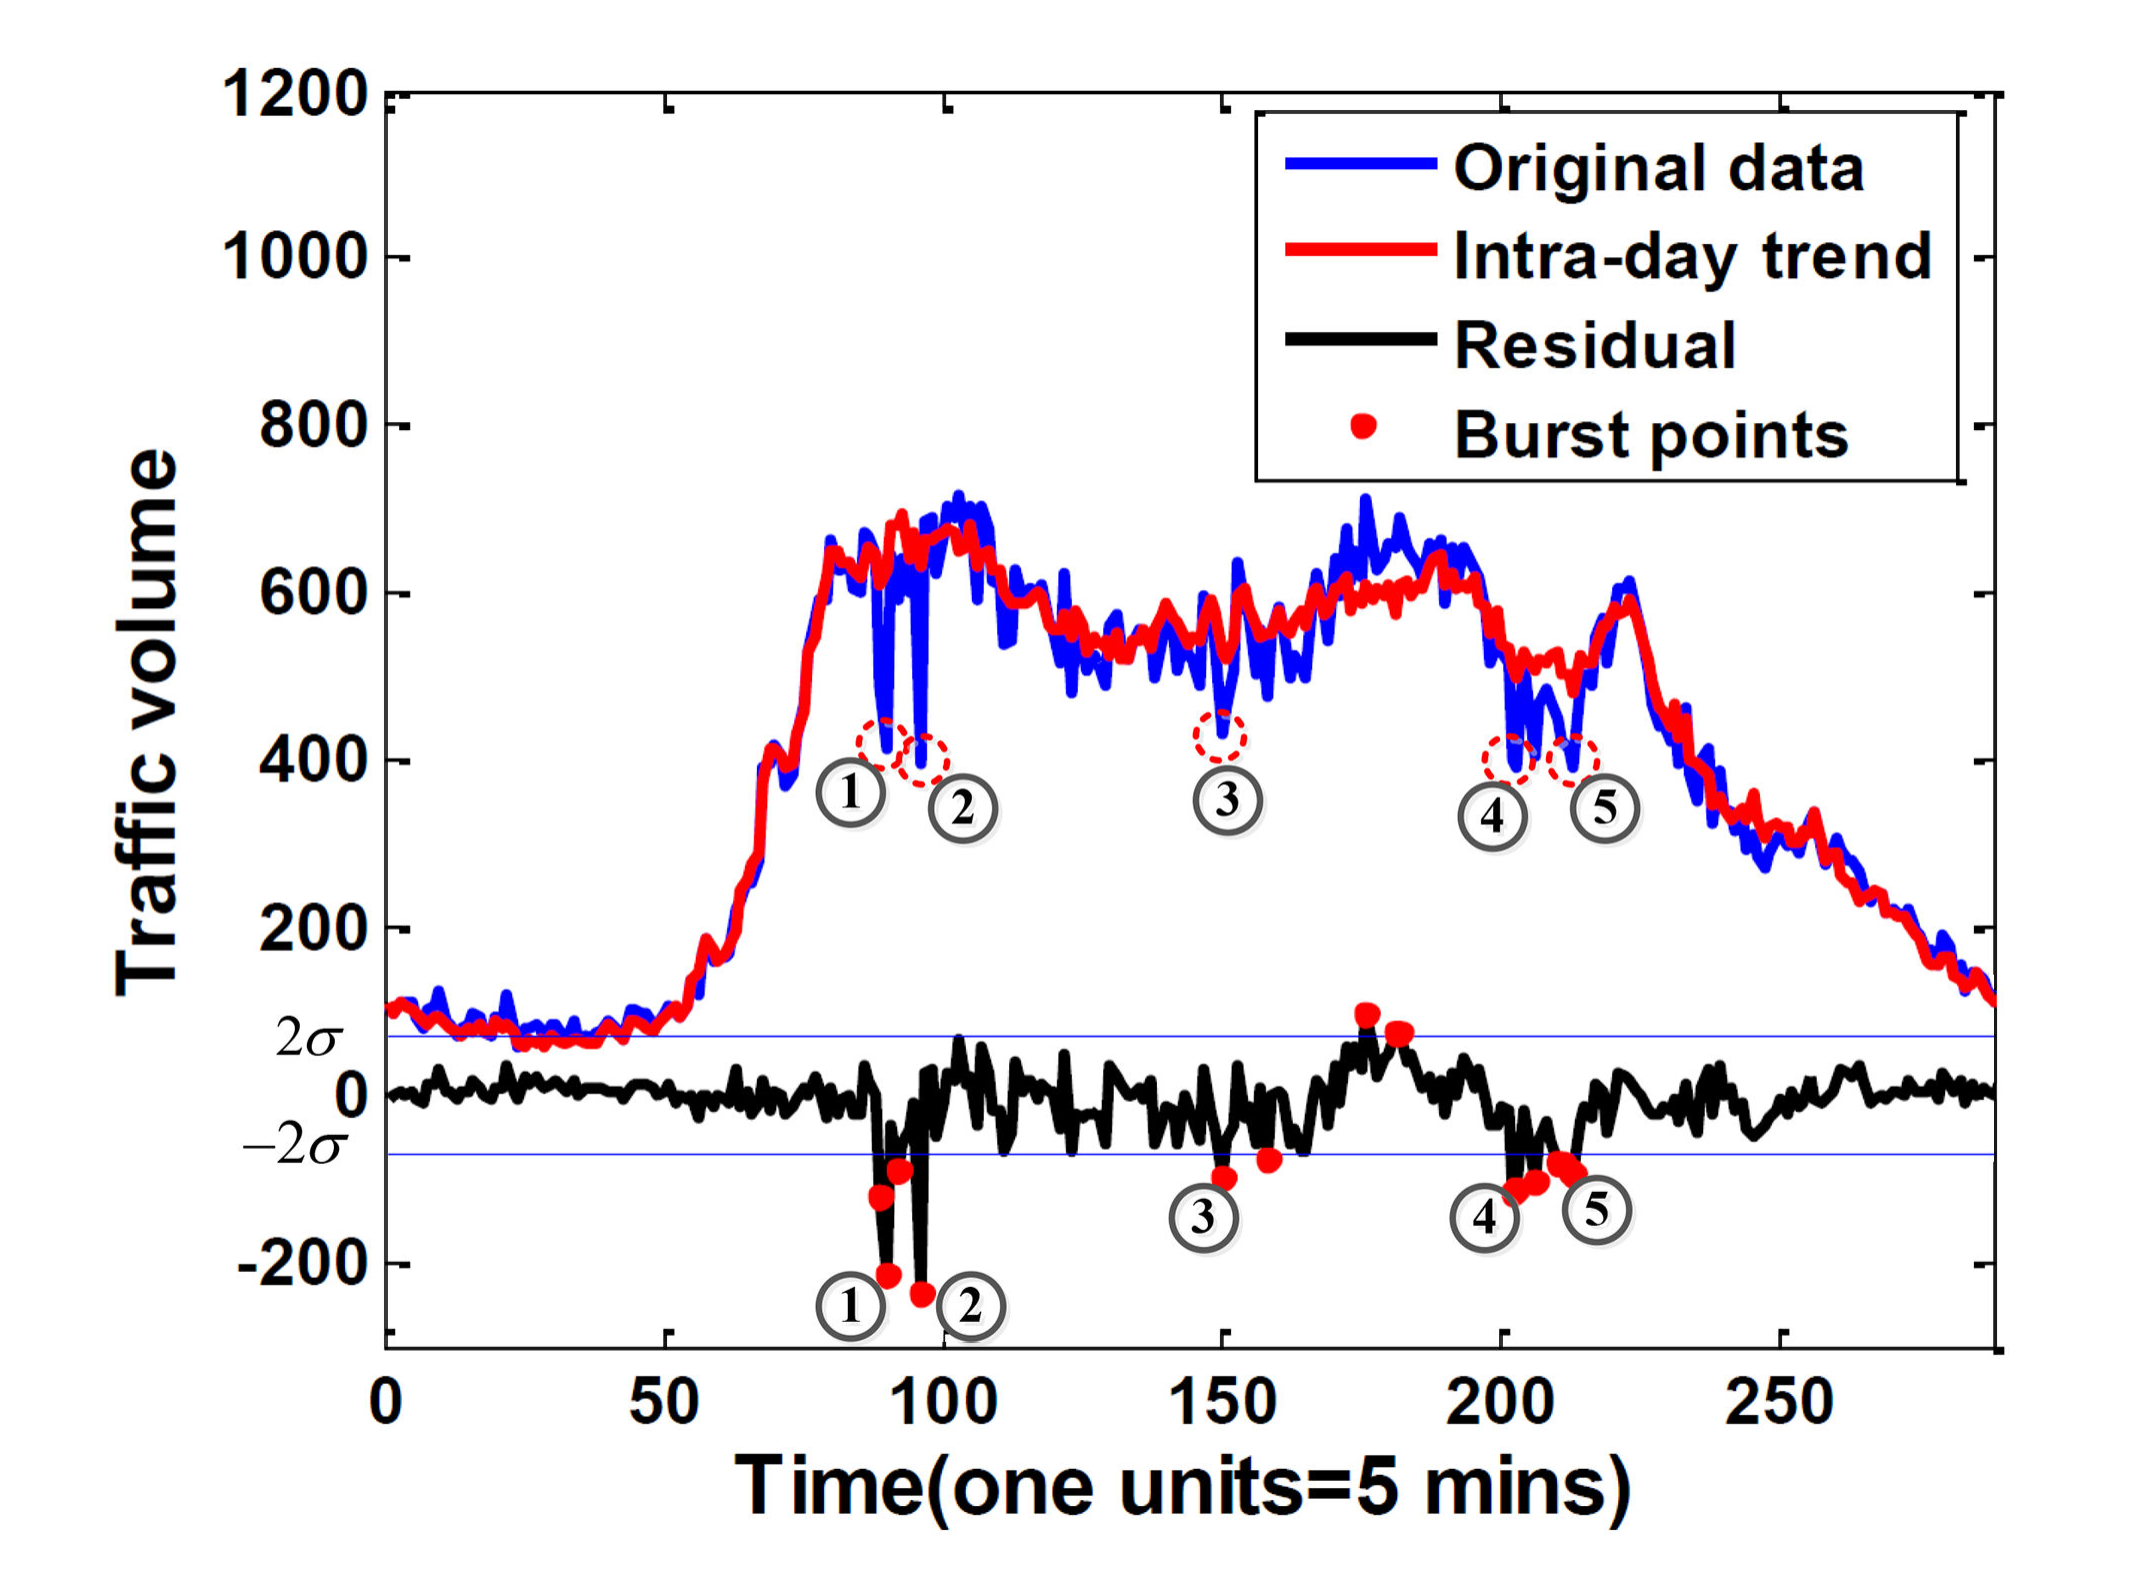 1200
1000
800
600
400
200
2σ
0
−2σ
-200
Traffic volume
Original data
Intra-day trend
Residual
Burst points
1
2
3
4
5
1
2
3
4
5
0 50 100 150 200 250
Time(one units=5 mins)